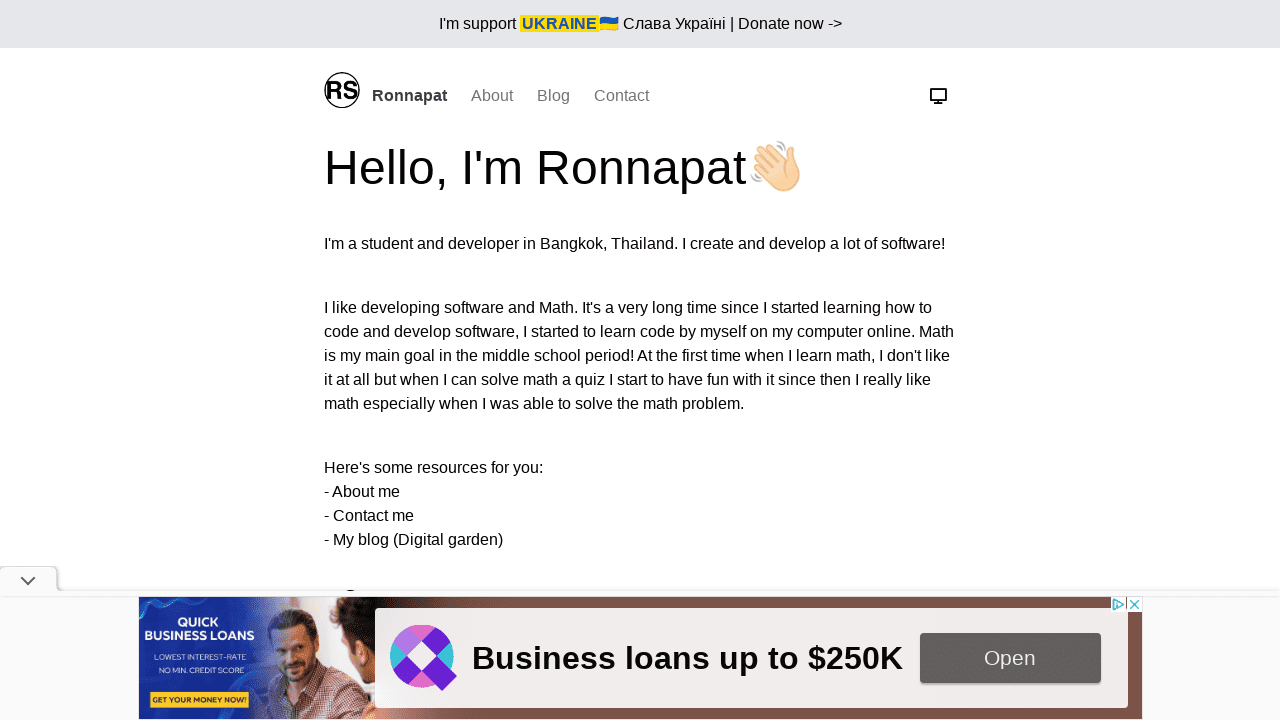 I'm support UKRAINE🇺🇦 Слава Україні | Donate now ->
RS Ronnapat About Blog Contact
Hello, I'm Ronnapat👋🏻
I'm a student and developer in Bangkok, Thailand. I create and develop a lot of software!
I like developing software and Math. It's a very long time since I started learning how to
code and develop software, I started to learn code by myself on my computer online. Math
is my main goal in the middle school period! At the first time when I learn math, I don't like
it at all but when I can solve math a quiz I start to have fun with it since then I really like
math especially when I was able to solve the math problem.
Here's some resources for you:
- About me
- Contact me
- My blog (Digital garden)
QUICK
BUSINESS LOANS
LOWEST INTEREST-RATE
NO MIN. CREDIT SCORE
GET YOUR MONEY NOW!
Business loans up to $250K
Open